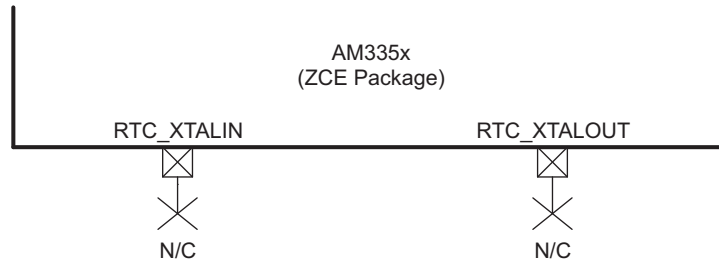 AM335x
(ZCE Package)
RTC_XTALIN
RTC_XTALOUT
N/C
N/C